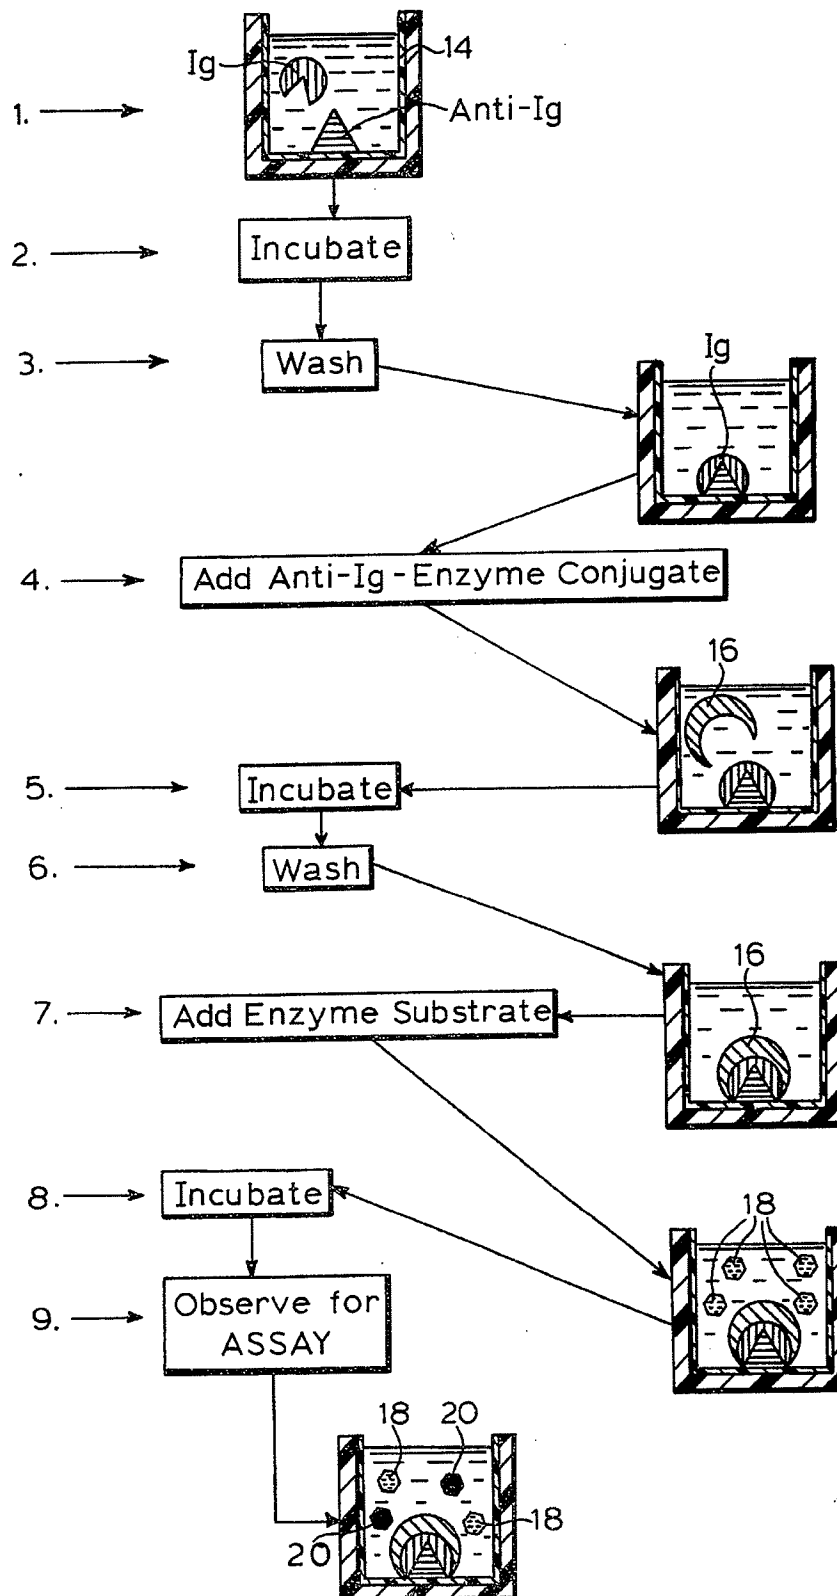 Ig
14
1.
Anti-Ig
2.
Incubate
3.
Wash
Ig
4.
Add Anti-Ig-Enzyme Conjugate
16
5.
Incubate
6.
Wash
16
7.
Add Enzyme Substrate
8.
Incubate
18
9.
Observe for
ASSAY
18
20
20
18